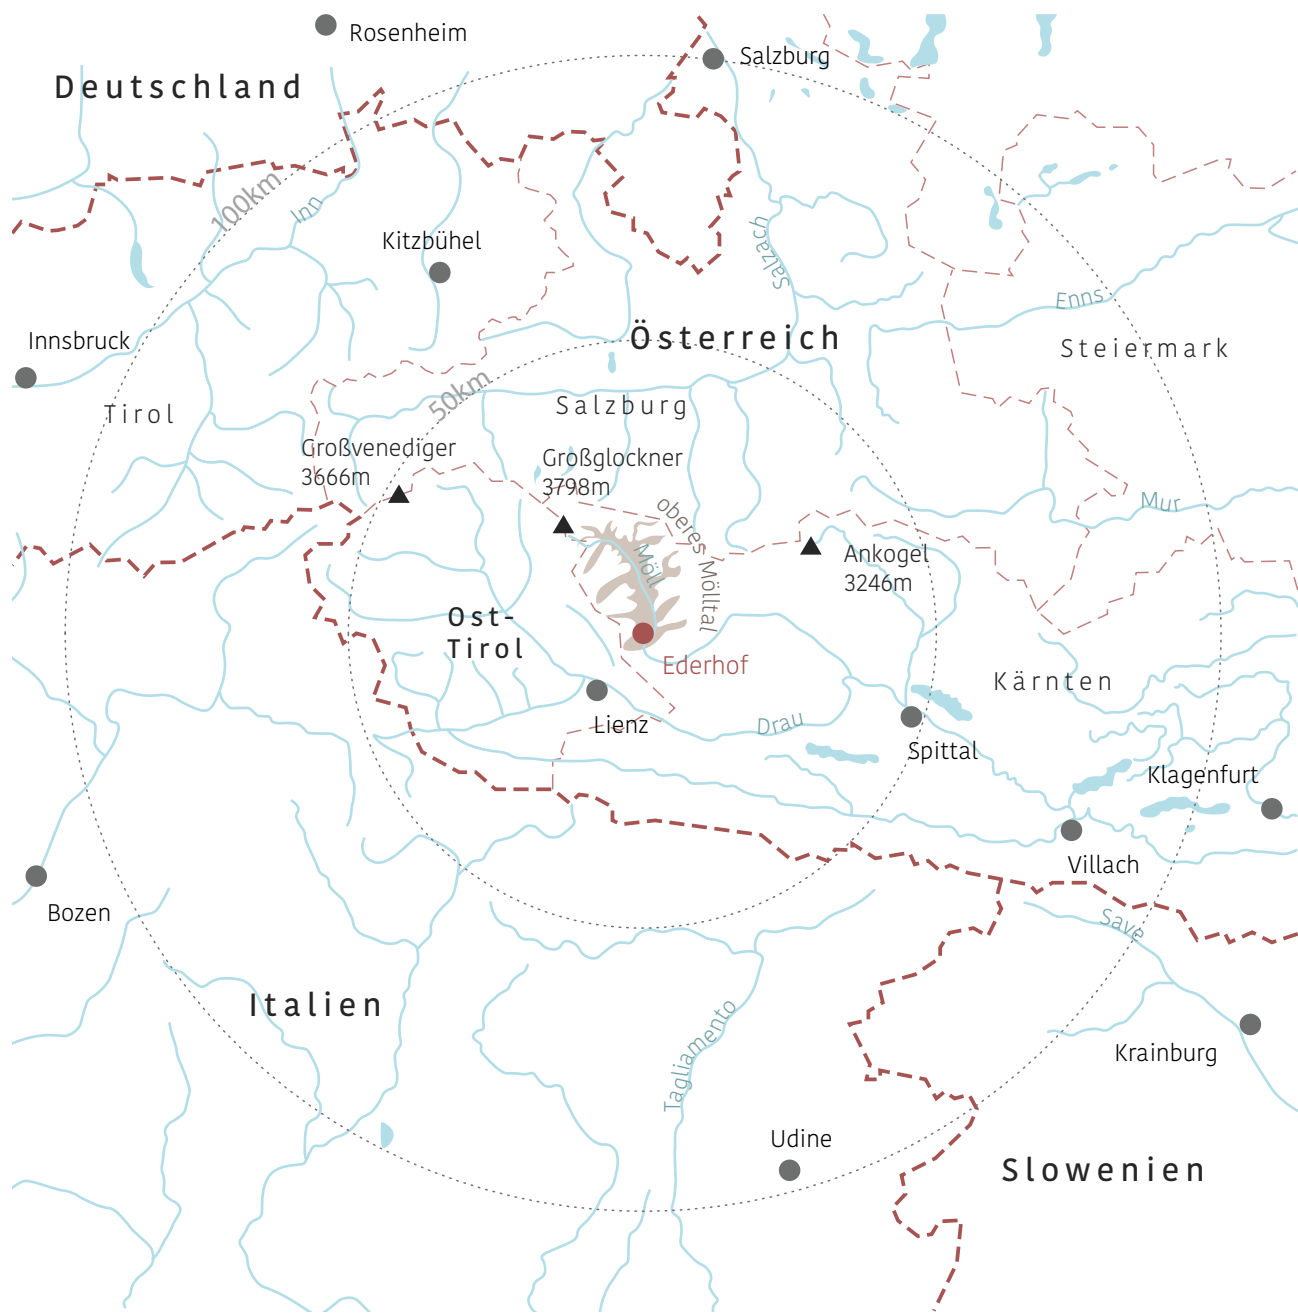 Rosenheim
Salzburg
Deutschland
100km
Inn
Kitzbühel
Salzach
Enns
Innsbruck
Österreich
Steiermark
Tirol
50km
Salzburg
Großvenediger
3666m
Großglockner
3798m
oberes Mölltal
Möll
Mur
Ankogel
3246m
Ost-
Tirol
Ederhof
Kärnten
Lienz
Drau
Spittal
Klagenfurt
Villach
Bozen
Save
Italien
Tagliamento
Krainburg
Udine
Slowenien